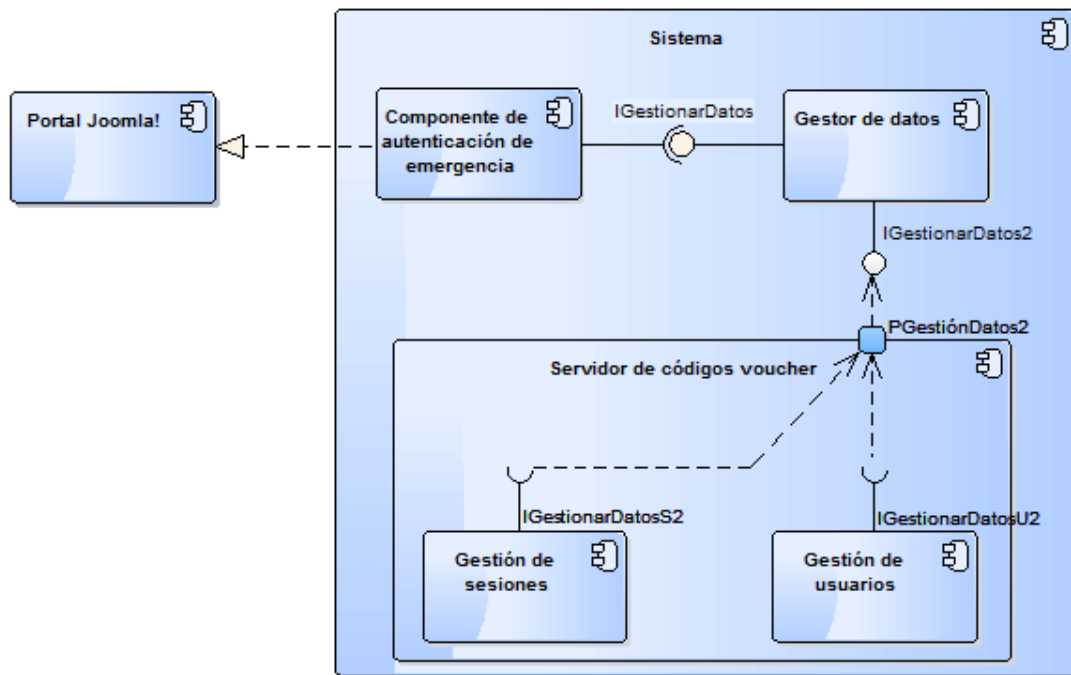 Sistema
Portal Joomla!
Componente de
autenticación de
emergencia
IGestionarDatos
Gestor de datos
IGestionarDatos2
PGestiónDatos2
Servidor de códigos voucher
IGestionarDatosS2
IGestionarDatosU2
Gestión de
sesiones
Gestión de
usuarios